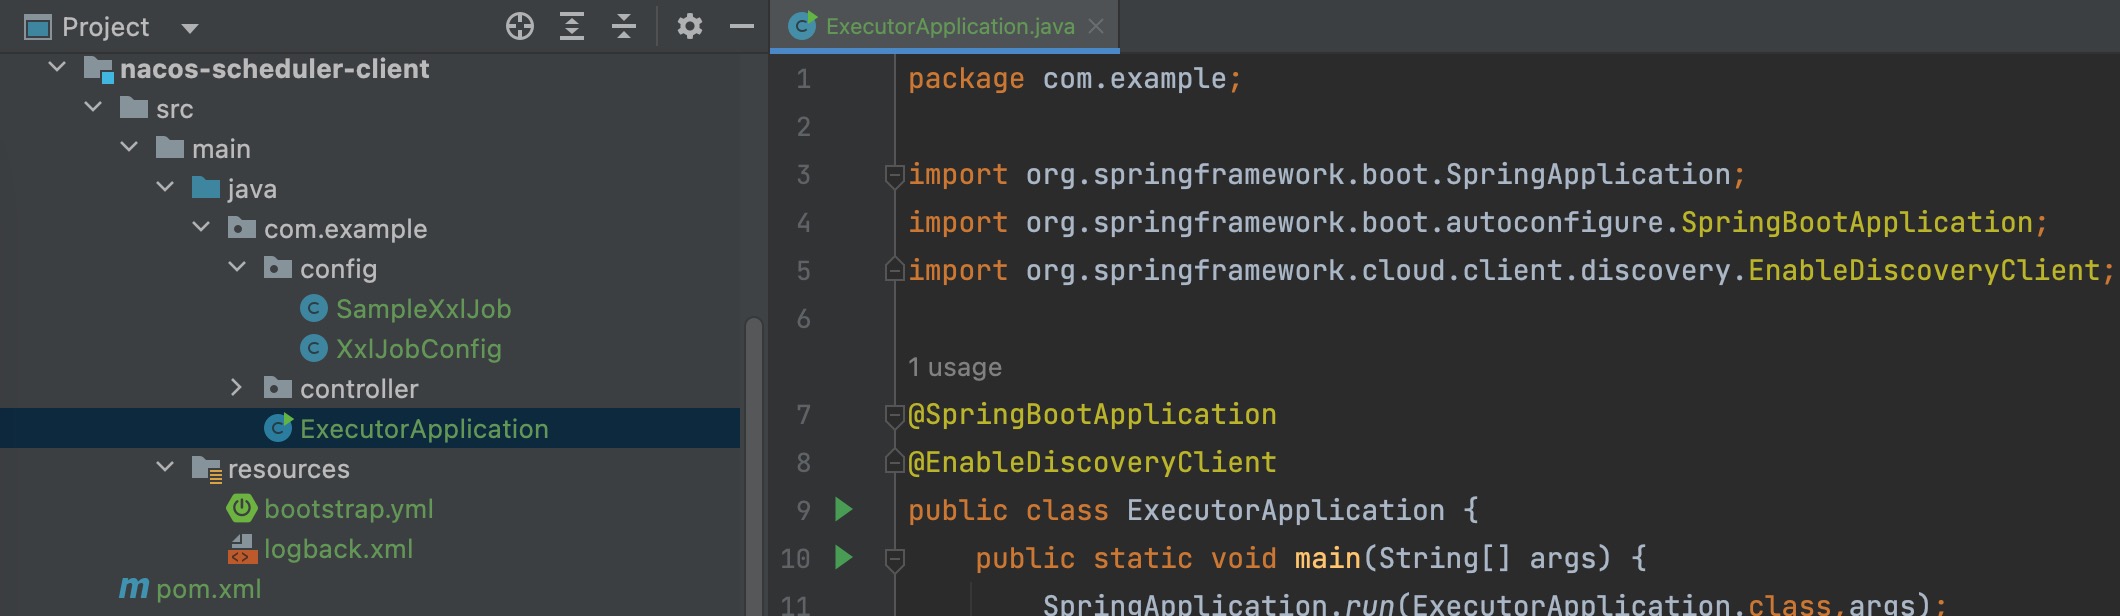 Project
nacos-scheduler-client
src
main
java
com.example
config
SampleXxlJob
XxlJobConfig
controller
ExecutorApplication
resources
bootstrap.yml
logback.xml
pom.xml
ExecutorApplication.java
1 package com.example;
2
3 import org.springframework.boot.SpringApplication;
4 import org.springframework.boot.autoconfigure.SpringBootApplication;
5 import org.springframework.cloud.client.discovery.EnableDiscoveryClient;
6
1 usage
7 @SpringBootApplication
8 @EnableDiscoveryClient
9 public class ExecutorApplication {
10 public static void main(String[] args) {
11 SpringApplication.run(ExecutorApplication.class,args);